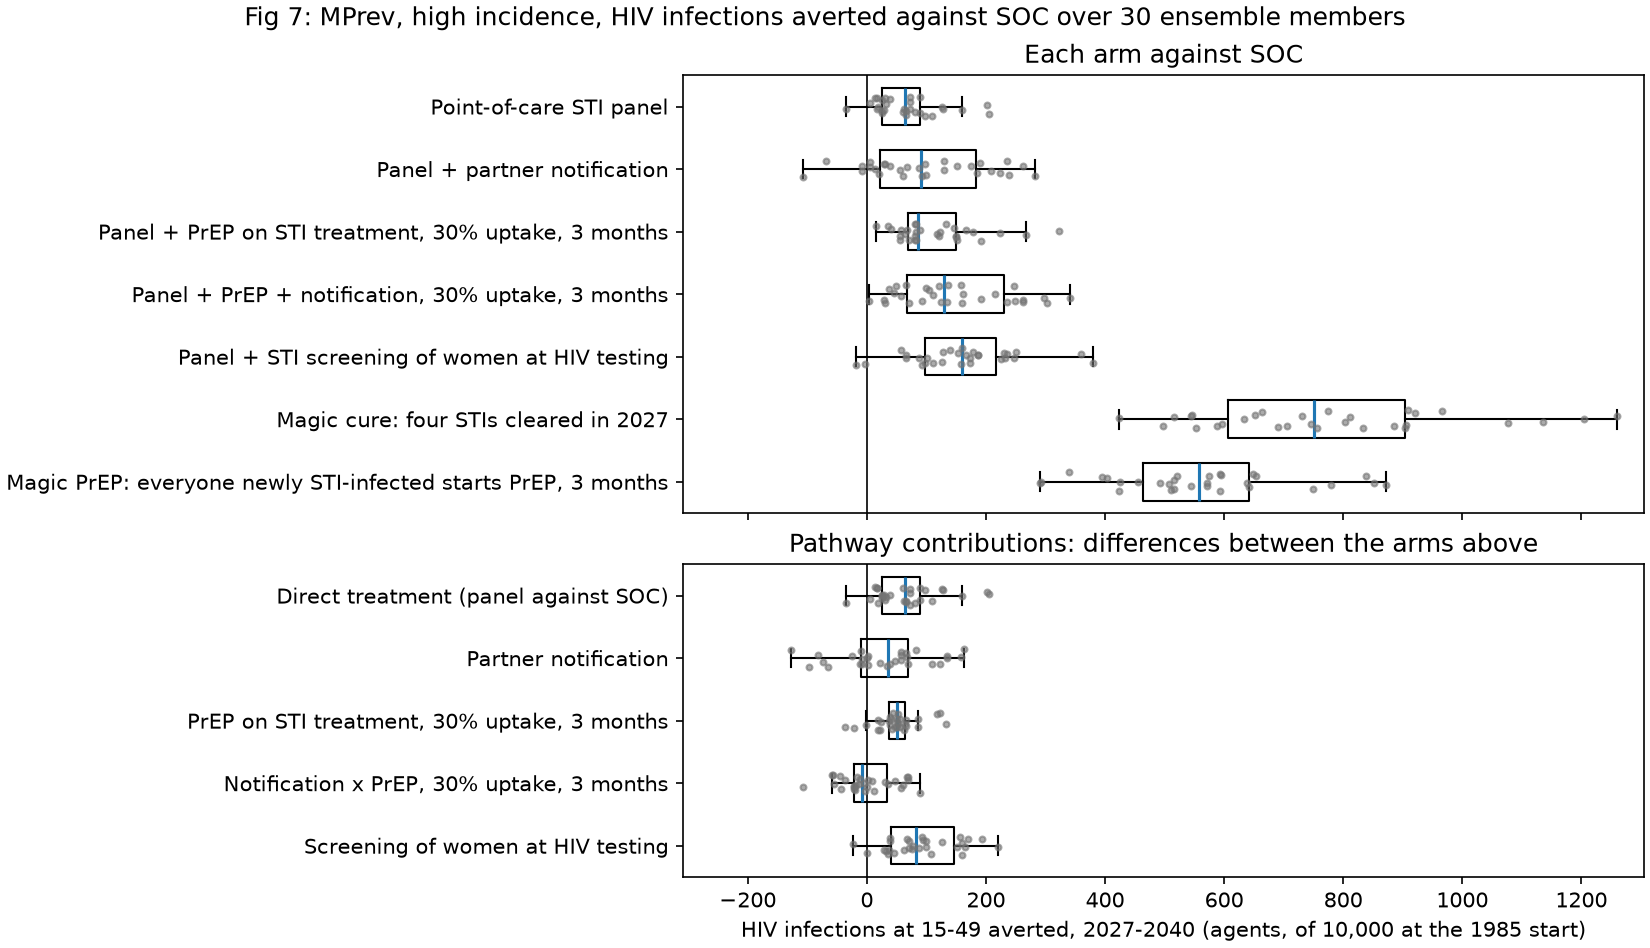 Fig 7: MPrev, high incidence, HIV infections averted against SOC over 30 ensemble members
Each arm against SOC
Point-of-care STI panel
Panel + partner notification
Panel + PrEP on STI treatment, 30% uptake, 3 months
Panel + PrEP + notification, 30% uptake, 3 months
Panel + STI screening of women at HIV testing
Magic cure: four STIs cleared in 2027
Magic PrEP: everyone newly STI-infected starts PrEP, 3 months
Pathway contributions: differences between the arms above
Direct treatment (panel against SOC)
Partner notification
PrEP on STI treatment, 30% uptake, 3 months
Notification x PrEP, 30% uptake, 3 months
Screening of women at HIV testing
−200 0 200 400 600 800 1000 1200
HIV infections at 15-49 averted, 2027-2040 (agents, of 10,000 at the 1985 start)